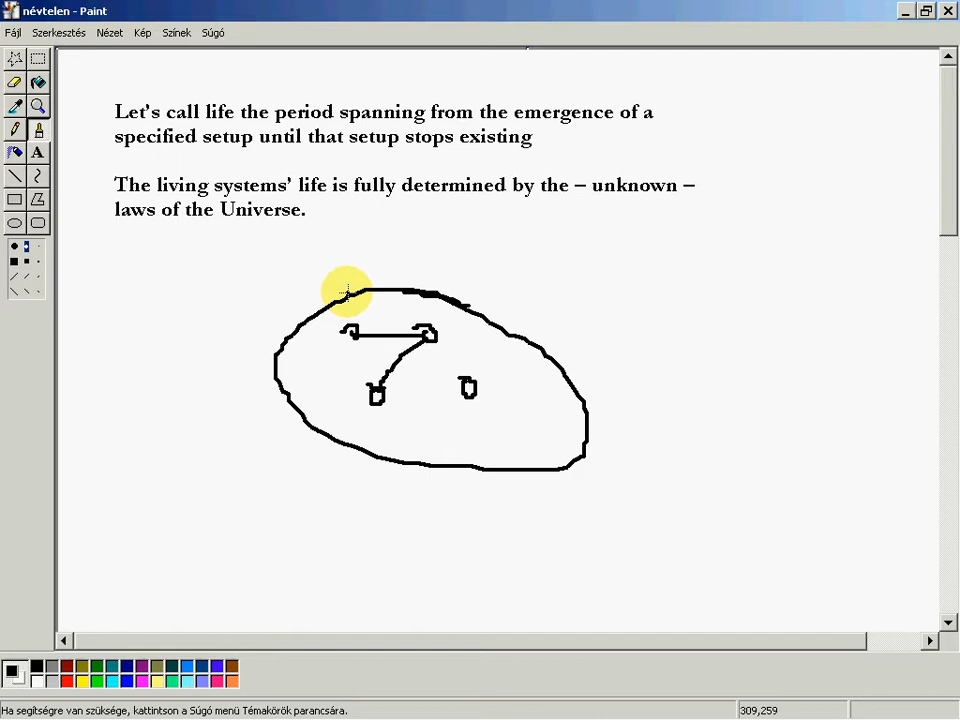 névtelen - Paint
Fájl Szerkesztés Nézet Kép Színek Súgó
Let's call life the period spanning from the emergence of a
specified setup until that setup stops existing
The living systems' life is fully determined by the – unknown –
laws of the Universe.
Ha segítségre van szüksége, kattintson a Súgó menü Témakörök parancsára.
309,259